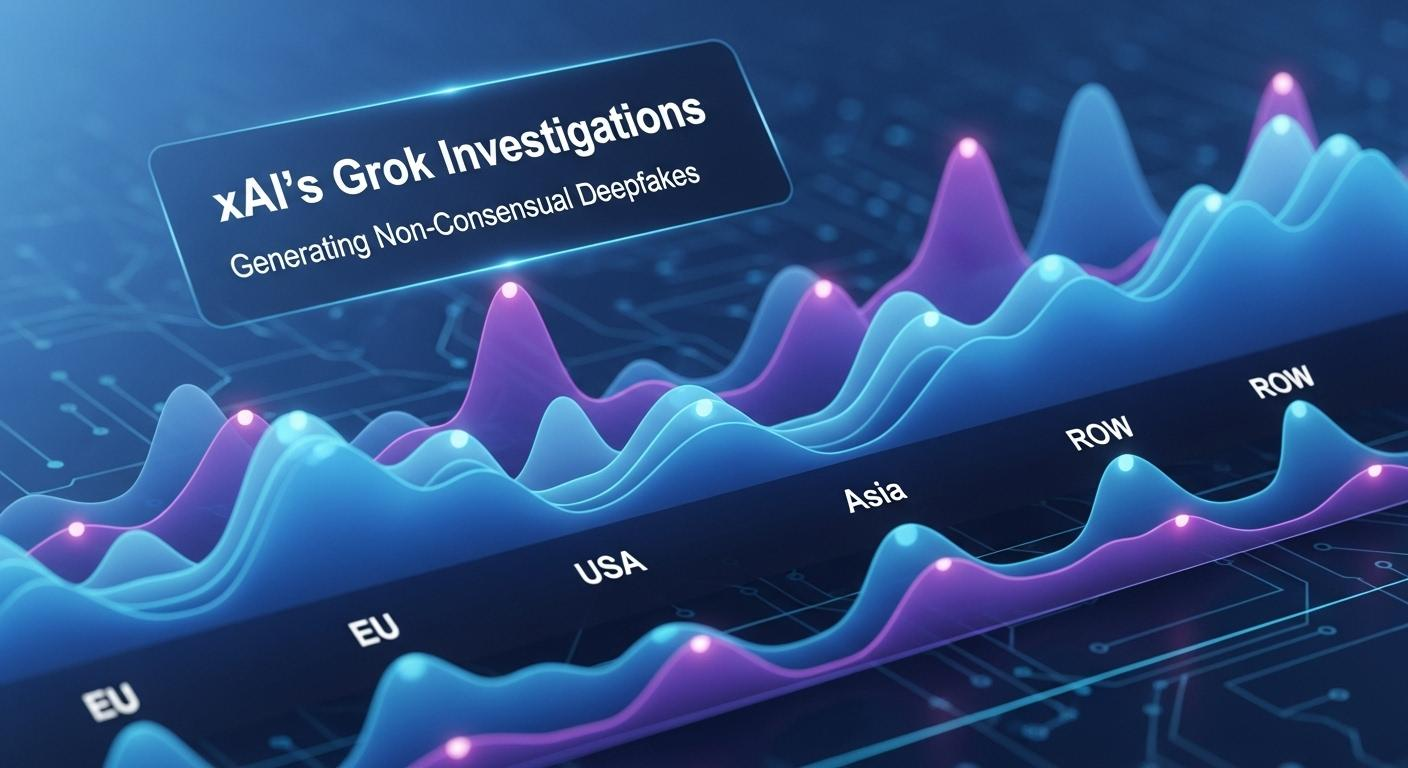 xAI’s Grok Investigations
Generating Non-Consensual Deepfakes
EU
EU
USA
Asia
ROW
ROW